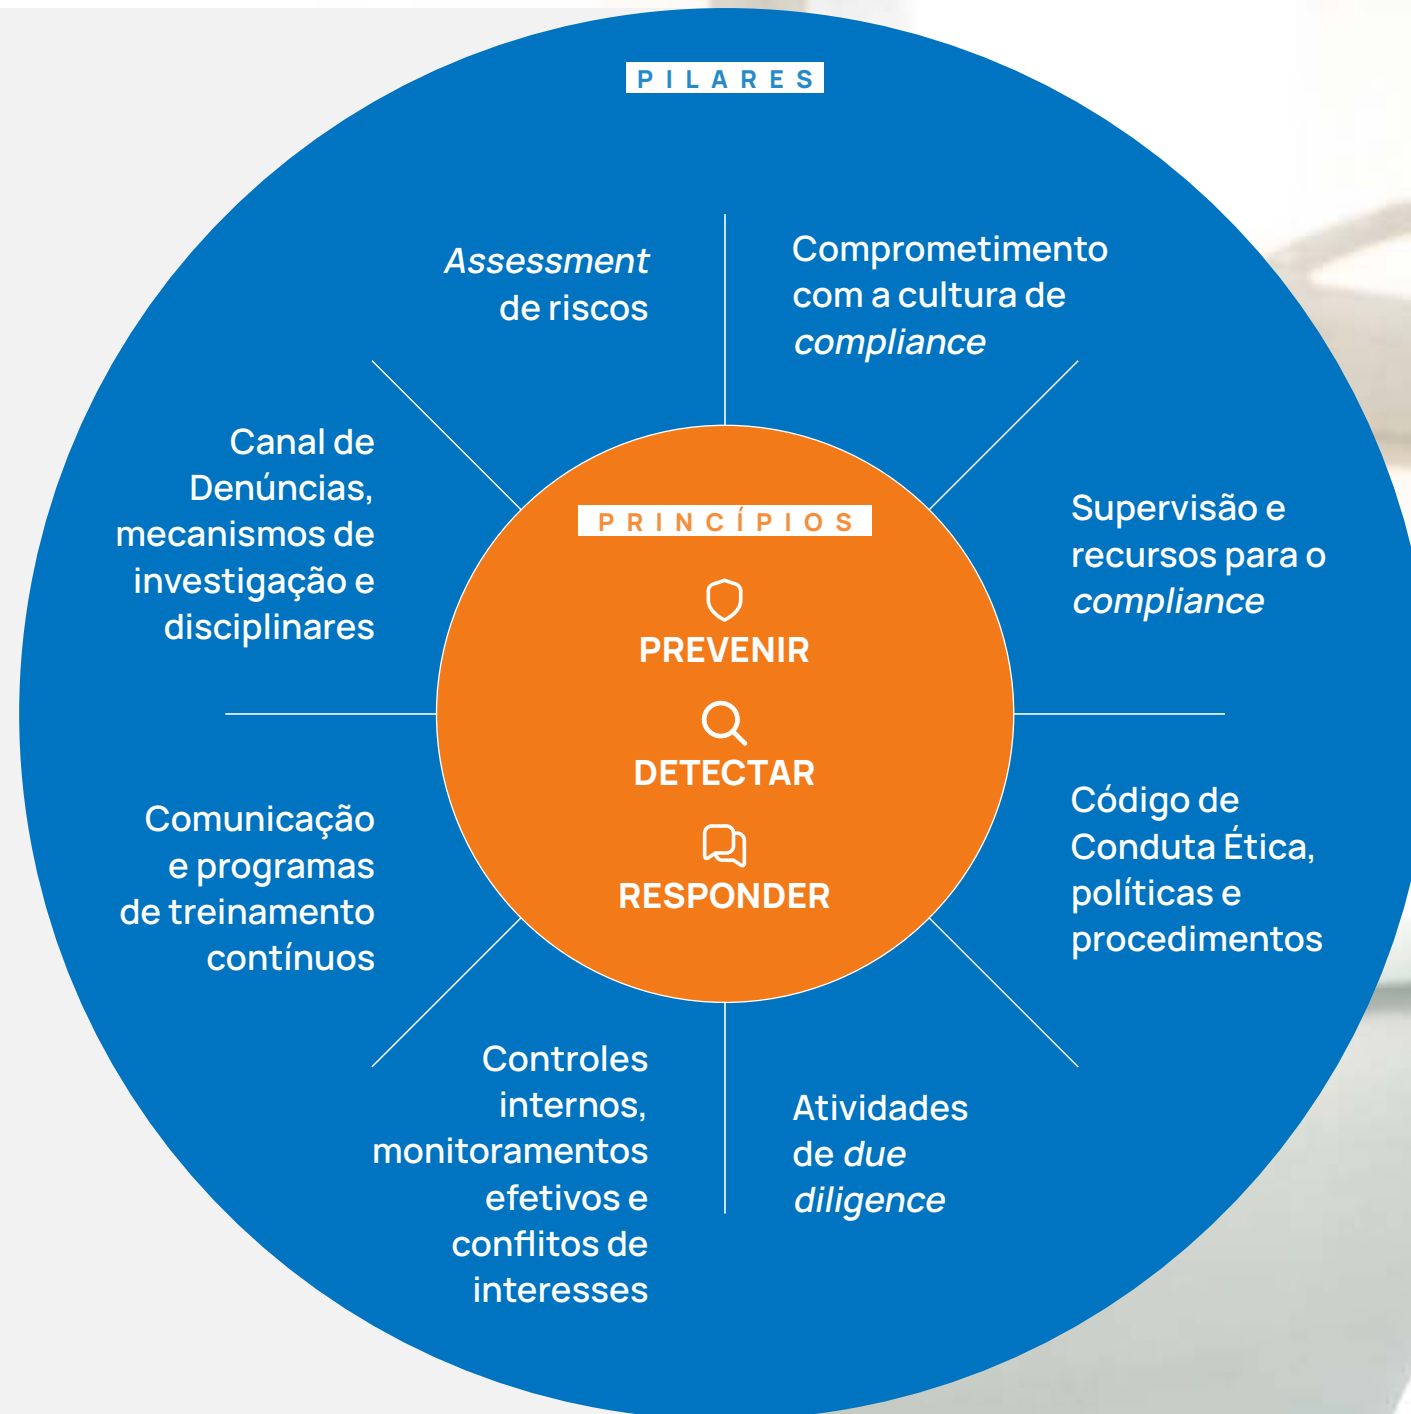 PILARES
Assessment
de riscos
Comprometimento
com a cultura de
compliance
Supervisão e
recursos para o
compliance
Código de
Conduta Ética,
políticas e
procedimentos
Atividades
de due
diligence
Controles
internos,
monitoramentos
efetivos e
conflitos de
interesses
Comunicação
e programas
de treinamento
contínuos
Canal de
Denúncias,
mecanismos de
investigação e
disciplinares
PRINCÍPIOS
PREVENIR
DETECTAR
RESPONDER